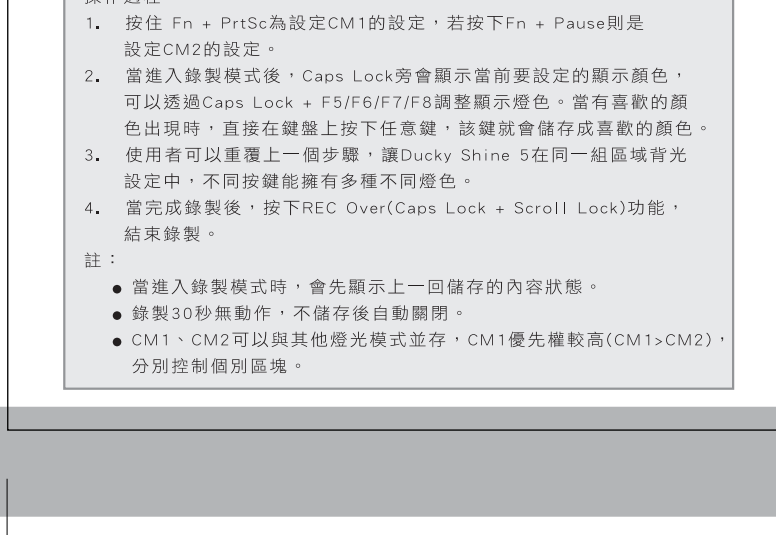 操作過程
1. 按住 Fn + PrtSc為設定CM1的設定，若按下Fn + Pause則是
設定CM2的設定。
2. 當進入錄製模式後，Caps Lock旁會顯示當前要設定的顯示顏色，
可以透過Caps Lock + F5/F6/F7/F8調整顯示燈色。當有喜歡的顏
色出現時，直接在鍵盤上按下任意鍵，該鍵就會儲存成喜歡的顏色。
3. 使用者可以重覆上一個步驟，讓Ducky Shine 5在同一組區域背光
設定中，不同按鍵能擁有多種不同燈色。
4. 當完成錄製後，按下REC Over(Caps Lock + Scroll Lock)功能，
結束錄製。
註：
● 當進入錄製模式時，會先顯示上一回儲存的內容狀態。
● 錄製30秒無動作，不儲存後自動關閉。
● CM1、CM2可以與其他燈光模式並存，CM1優先權較高(CM1>CM2)，
分別控制個別區塊。